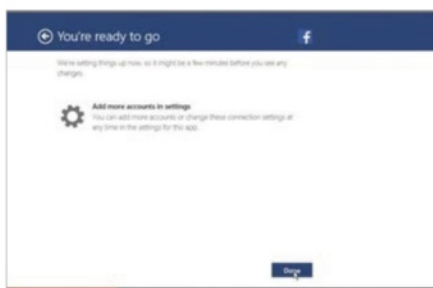 You're ready to go
We're setting things up now, so it might be a few minutes before you see any
changes.
Add more accounts in settings
You can add more accounts or change these connection settings at
any time in the settings for this app.
Done